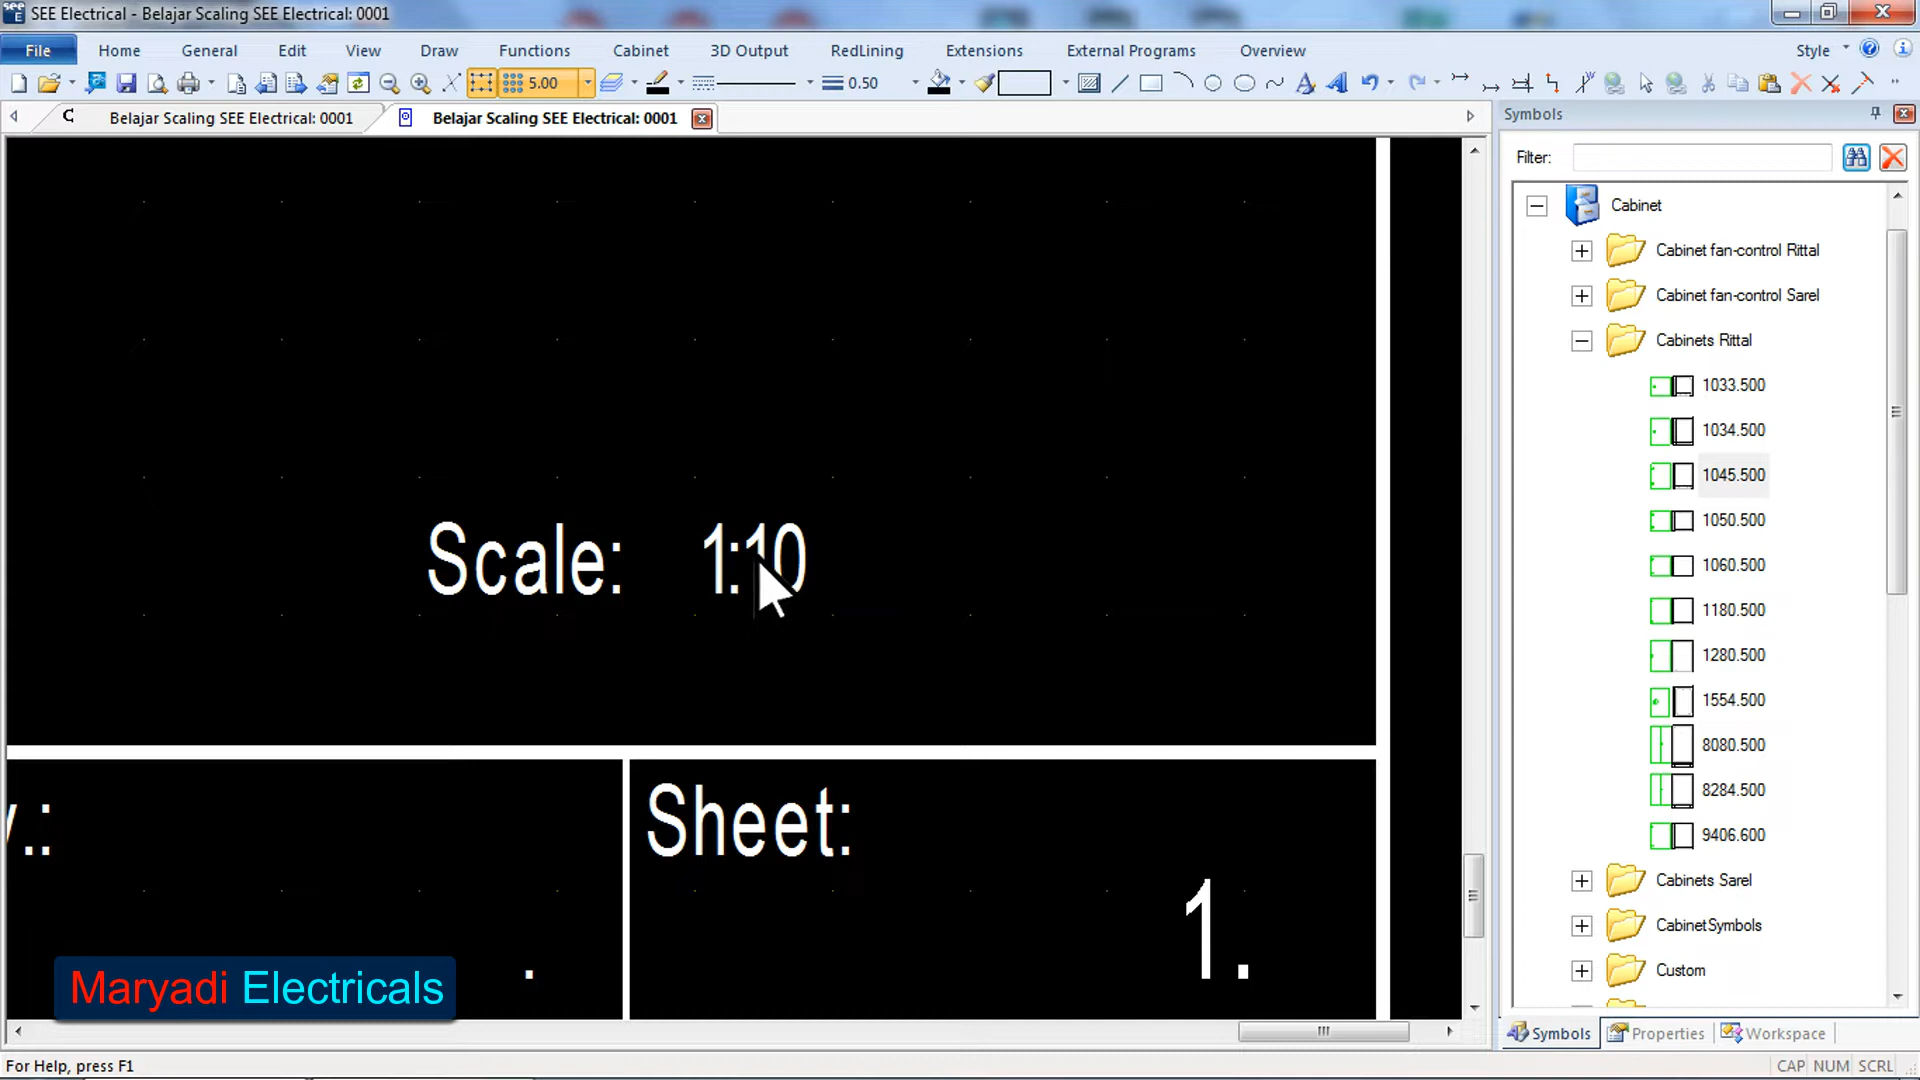 SEE Electrical - Belajar Scaling SEE Electrical: 0001
File Home General Edit View Draw Functions Cabinet 3D Output RedLining Extensions External Programs Overview Style
5.00 0.50
C Belajar Scaling SEE Electrical: 0001 Belajar Scaling SEE Electrical: 0001
Symbols
Filter:
Cabinet
Cabinet fan-control Rittal
Cabinet fan-control Sarel
Cabinets Rittal
1033.500
1034.500
1045.500
1050.500
1060.500
1180.500
1280.500
1554.500
8080.500
8284.500
9406.600
Cabinets Sarel
CabinetSymbols
Custom
Symbols Properties Workspace
Scale: 1:10
Sheet:
1.
Maryadi Electricals
For Help, press F1
CAP NUM SCRL